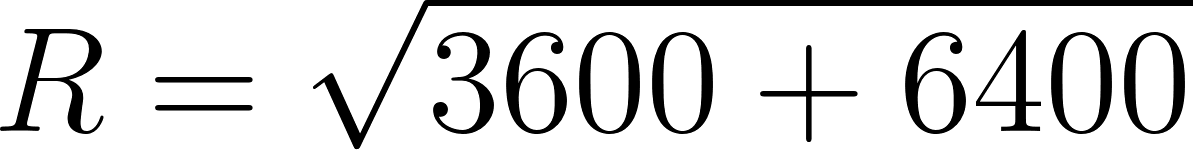 R = √3600 + 6400